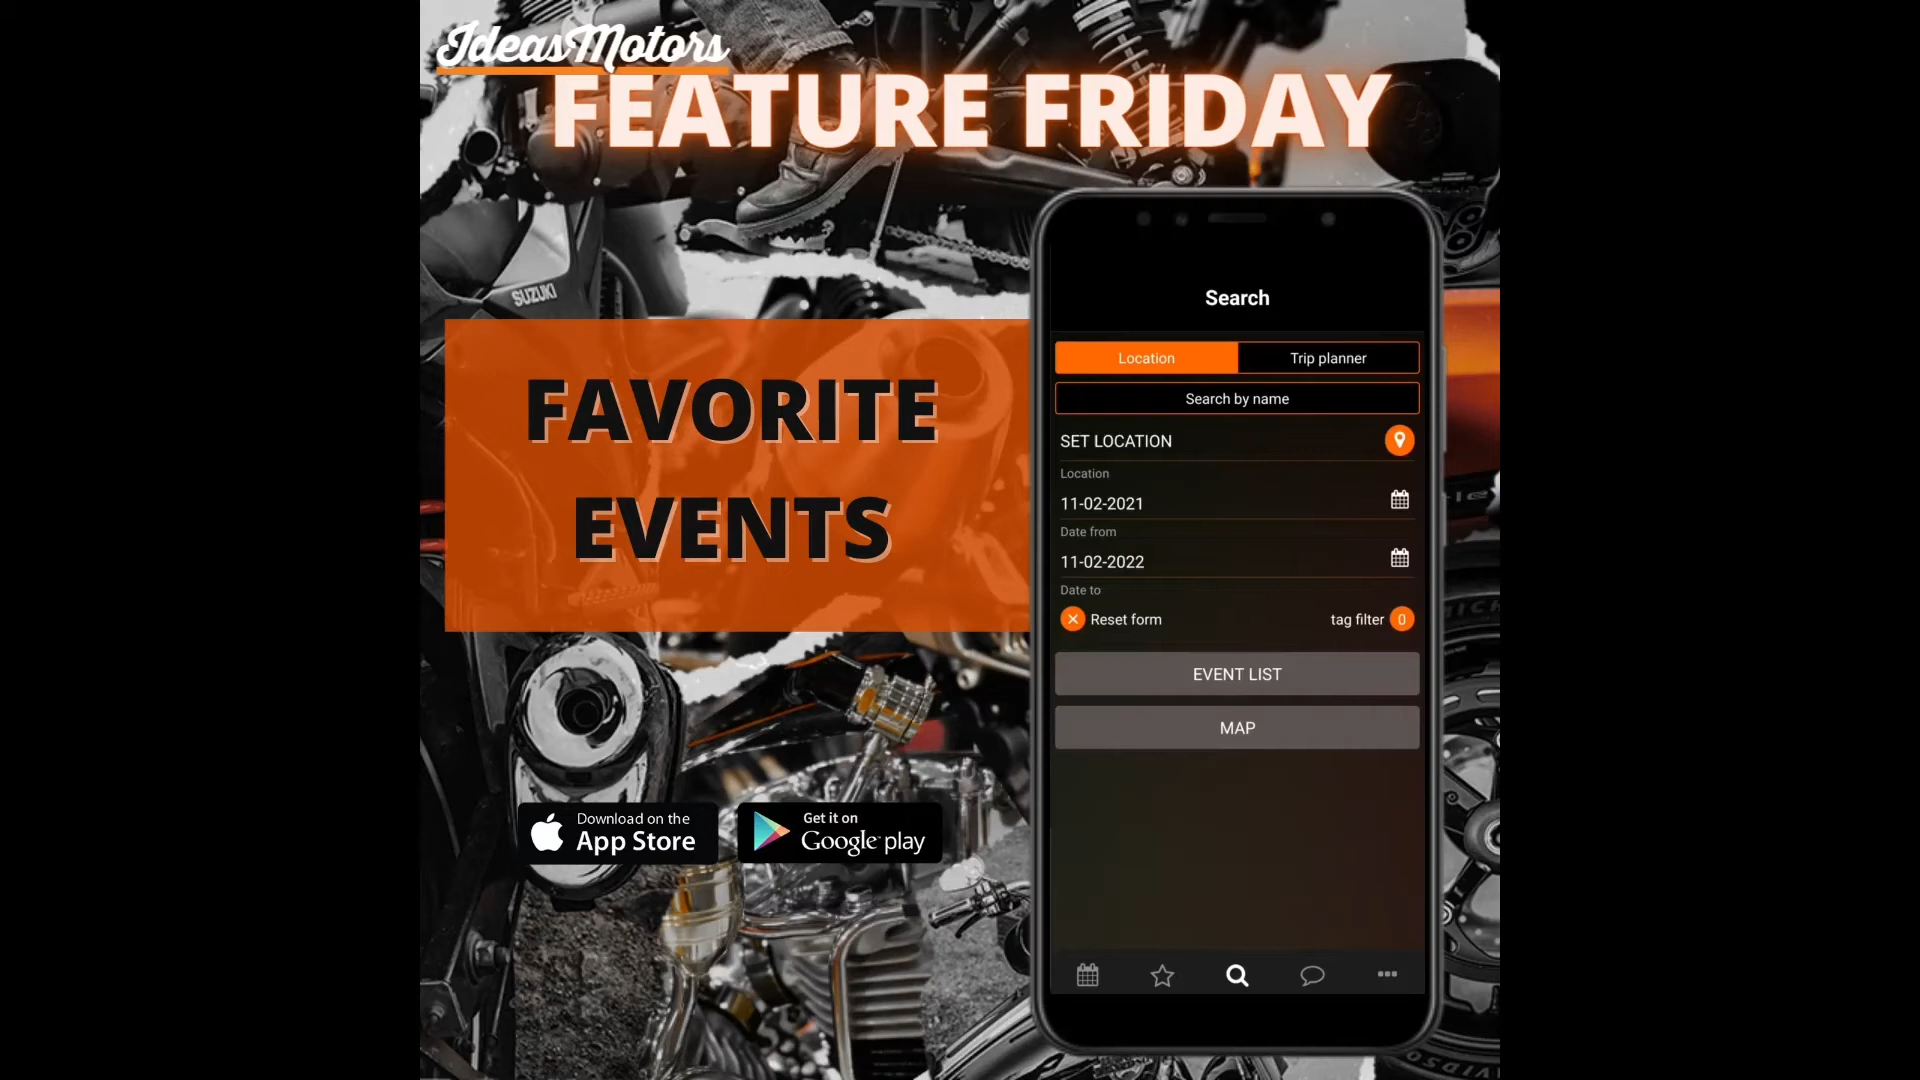 IdeasMotors
FEATURE FRIDAY
SUZUKI
FAVORITE
EVENTS
Download on the
App Store
Get it on
Google play
Search
Location
Trip planner
Search by name
SET LOCATION
Location
11-02-2021
Date from
11-02-2022
Date to
Reset form
tag filter 0
EVENT LIST
MAP